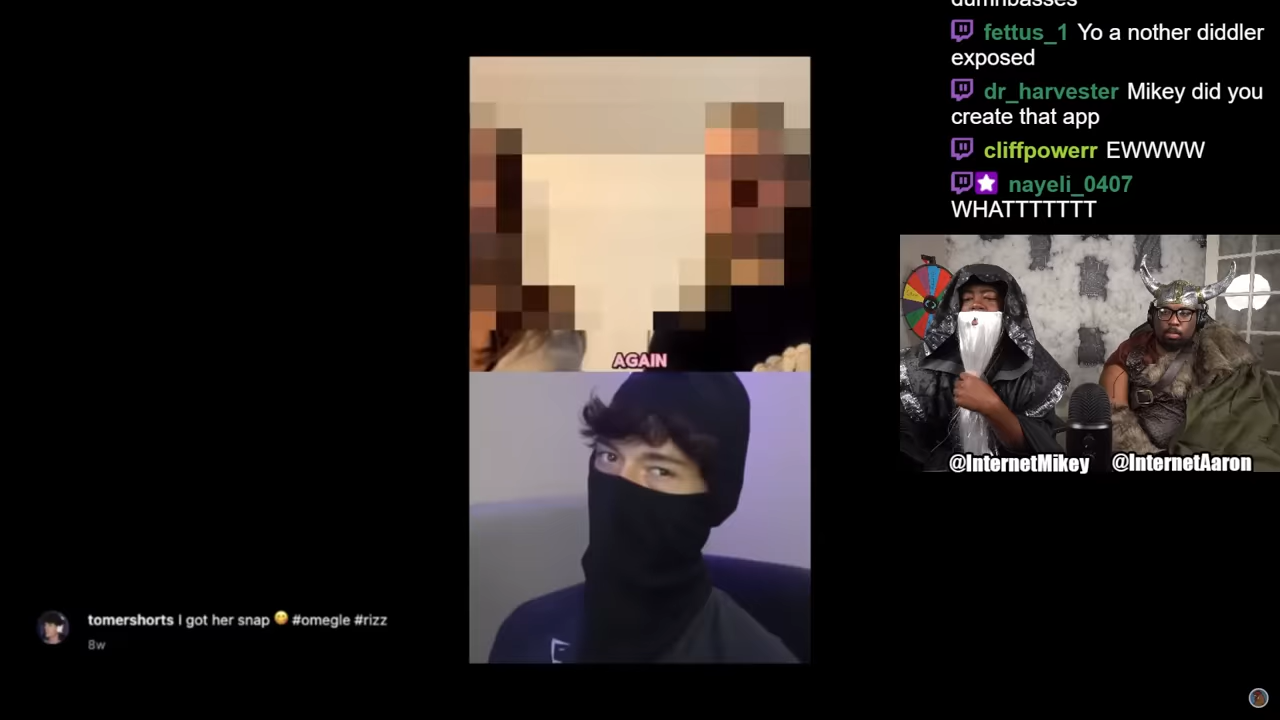 dumnbasses
fettus_1 Yo a nother diddler
exposed
dr_harvester Mikey did you
create that app
cliffpowerr EWWWW
nayeli_0407
WHATTTTTTT
AGAIN
@InternetMikey @InternetAaron
tomershorts I got her snap 😋 #omegle #rizz
8w